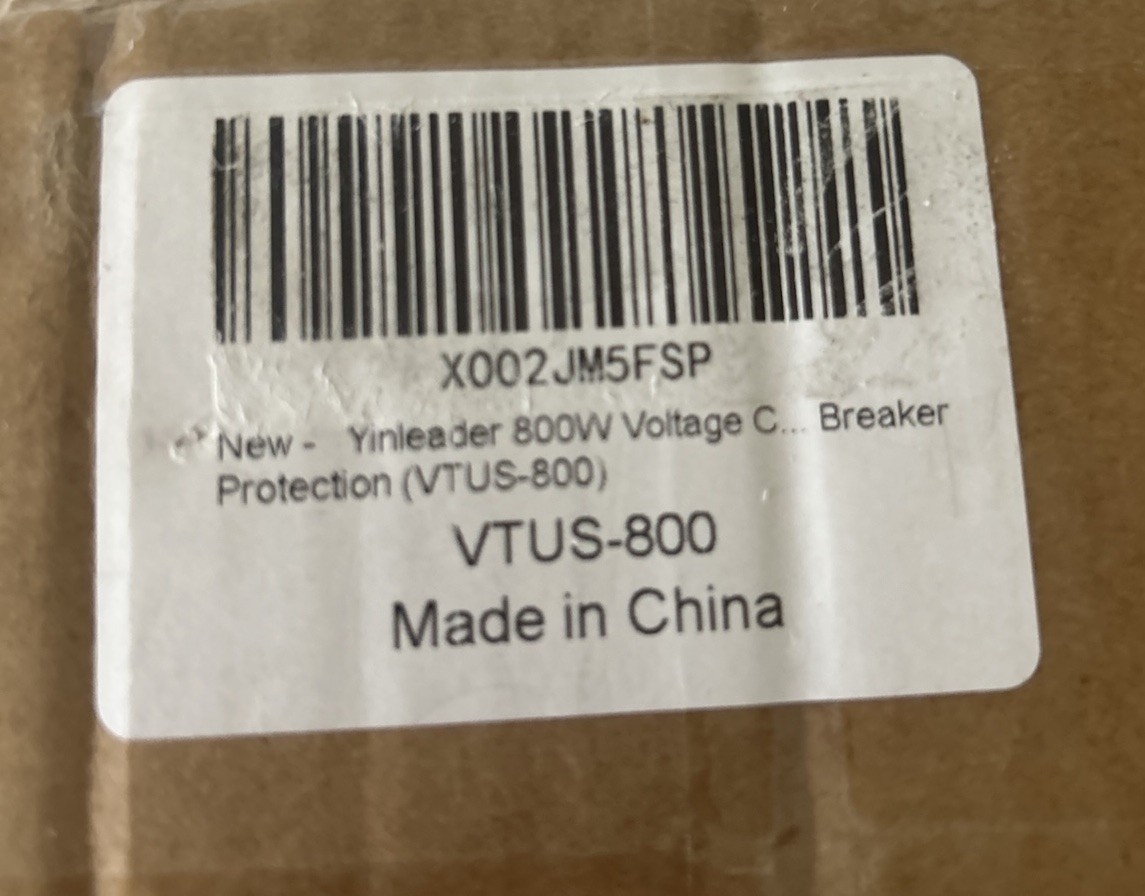 X002JM5FSP
New - Yinleader 800W Voltage C... Breaker
Protection (VTUS-800)
VTUS-800
Made in China